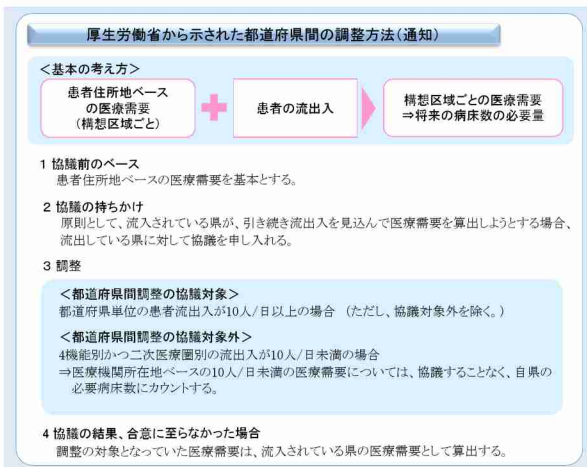 厚生労働省から示された都道府県間の調整方法(通知)
<基本の考え方>
患者住所地ベース
の医療需要
(構想区域ごと)
患者の流出入
構想区域ごとの医療需要
⇒将来の病床数の必要量
1 協議前のベース
患者住所地ベースの医療需要を基本とする。
2 協議の持ちかけ
原則として、流入されている県が、引き続き流出入を見込んで医療需要を算出しようとする場合、
流出している県に対して協議を申し入れる。
3 調整
<都道府県間調整の協議対象>
都道府県単位の患者流出入が10人/日以上の場合 (ただし、協議対象外を除く。)
<都道府県間調整の協議対象外>
4機能別かつ二次医療圏別の流出入が10人/日未満の場合
⇒医療機関所在地ベースの10人/日未満の医療需要については、協議することなく、自県の
必要病床数にカウントする。
4 協議の結果、合意に至らなかった場合
調整の対象となっていた医療需要は、流入されている県の医療需要として算出する。